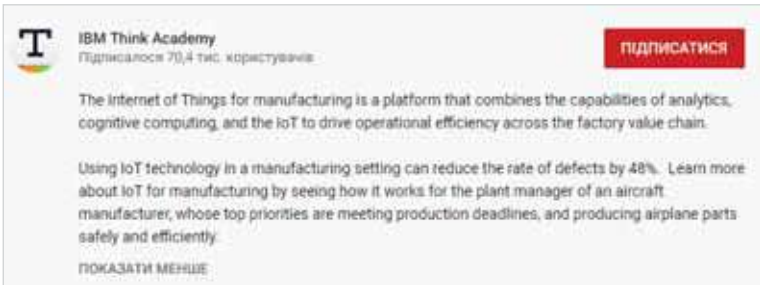 T
IBM Think Academy
Підписалося 70,4 тис. користувачів
ПІДПИСАТИСЯ
The Internet of Things for manufacturing is a platform that combines the capabilities of analytics,
cognitive computing, and the IoT to drive operational efficiency across the factory value chain.
Using IoT technology in a manufacturing setting can reduce the rate of defects by 48%. Learn more
about IoT for manufacturing by seeing how it works for the plant manager of an aircraft
manufacturer, whose top priorities are meeting production deadlines, and producing airplane parts
safely and efficiently.
ПОКАЗАТИ МЕНШЕ